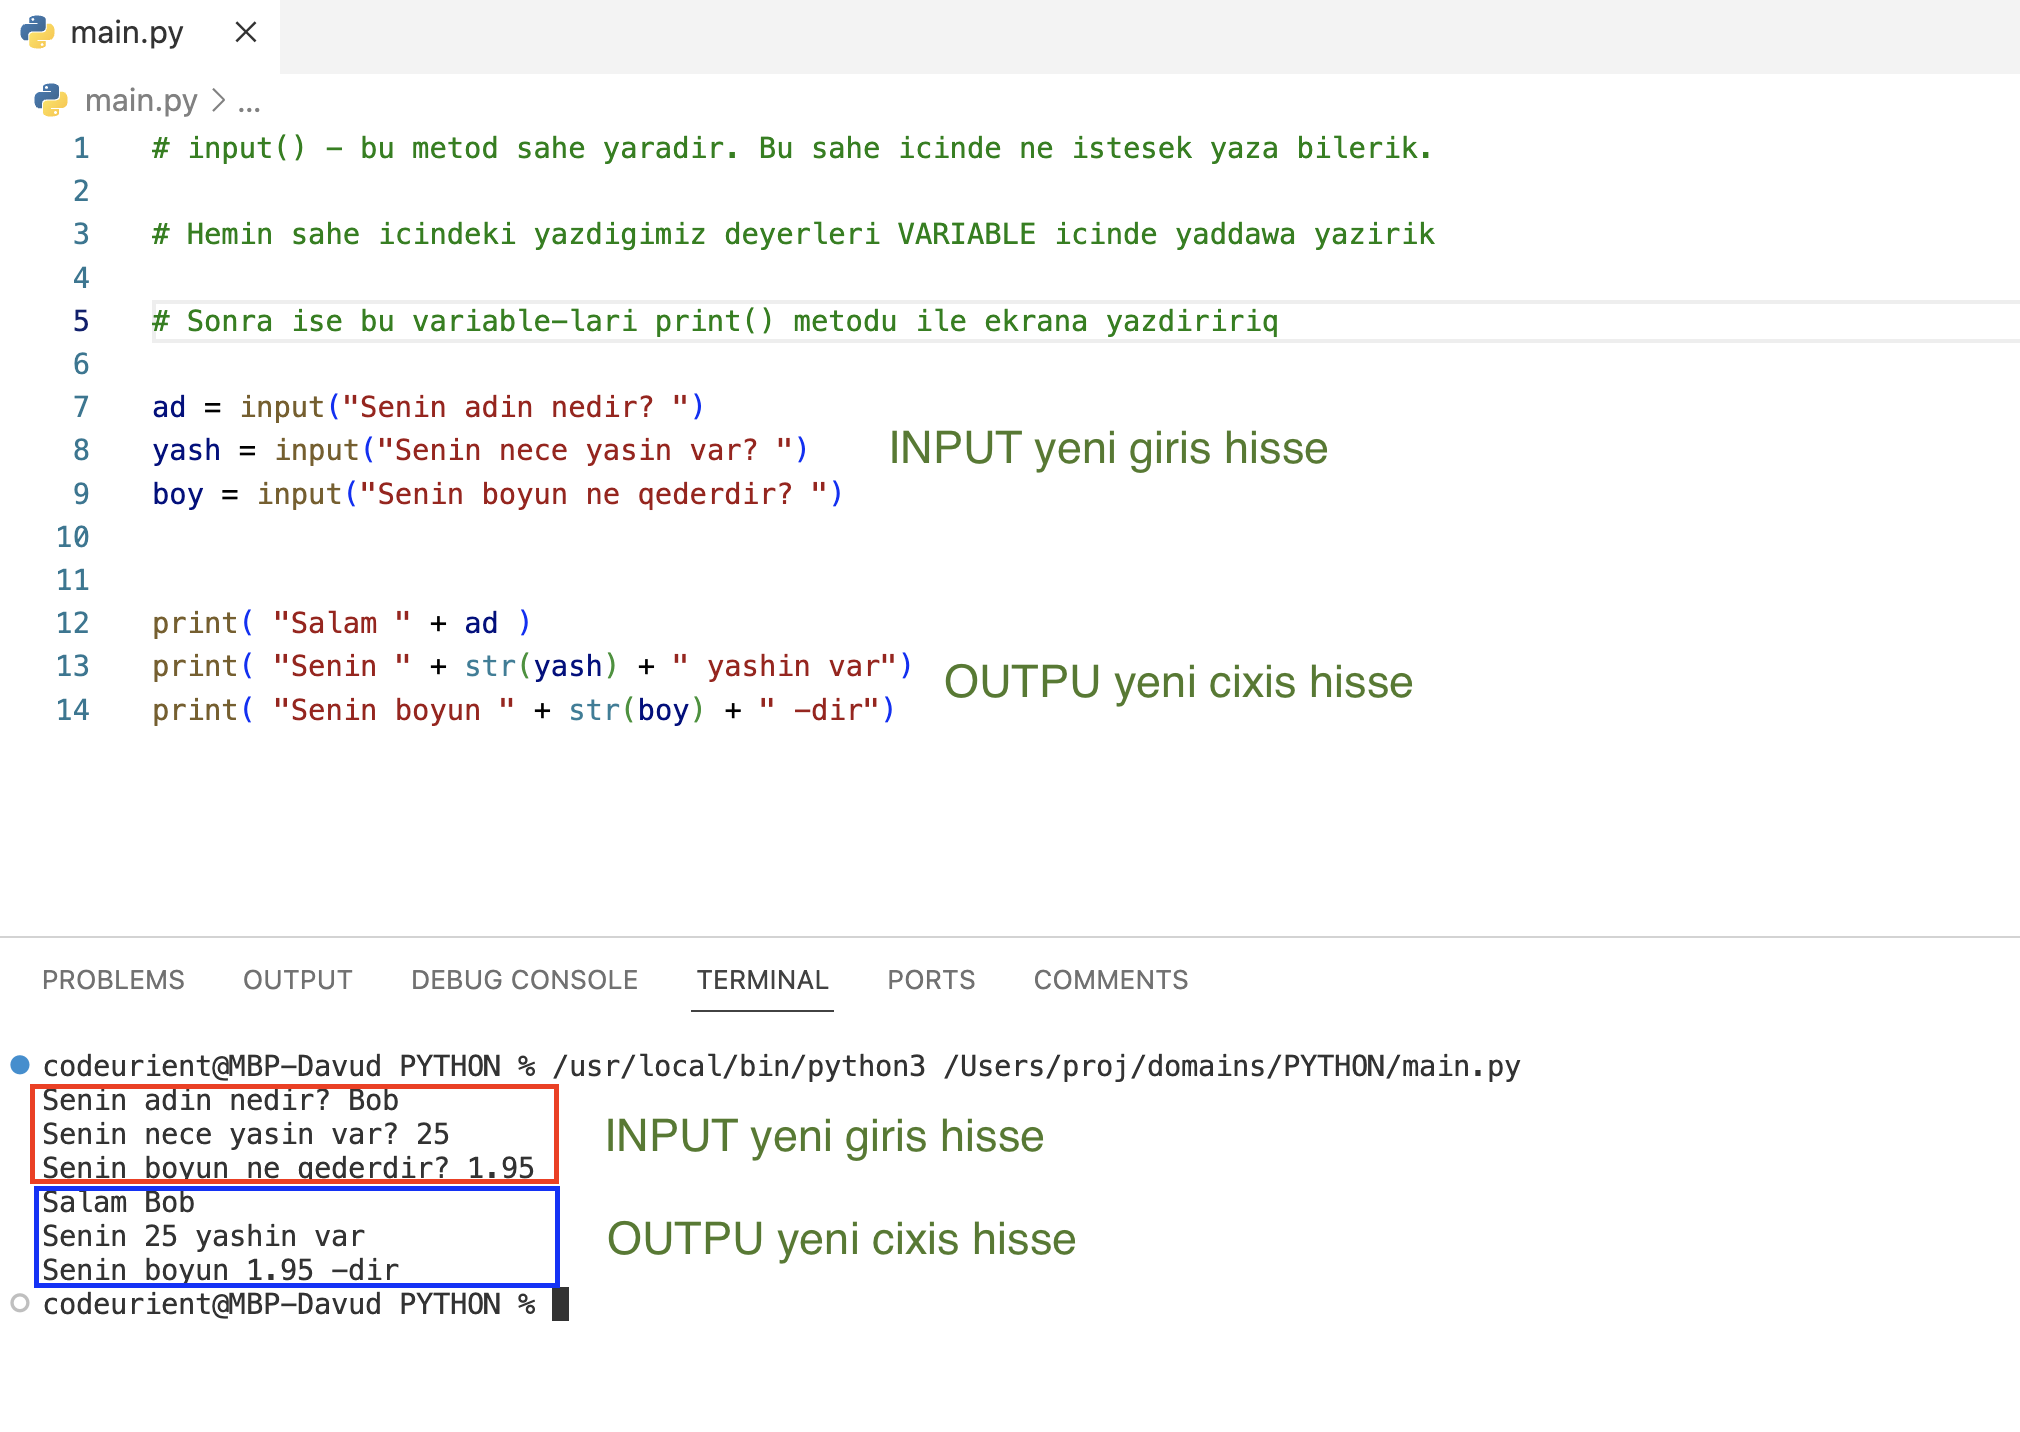 main.py
main.py > ...
1 # input() - bu metod sahe yaradir. Bu sahe icinde ne istesek yaza bilerik.
2
3 # Hemin sahe icindeki yazdigimiz deyerleri VARIABLE icinde yaddawa yazirik
4
5 # Sonra ise bu variable-lari print() metodu ile ekrana yazdiririq
6
7 ad = input("Senin adin nedir? ")
8 yash = input("Senin nece yasin var? ")
INPUT yeni giris hisse
9 boy = input("Senin boyun ne qederdir? ")
10
11
12 print( "Salam " + ad )
13 print( "Senin " + str(yash) + " yashin var")
OUTPU yeni cixis hisse
14 print( "Senin boyun " + str(boy) + " -dir")
PROBLEMS OUTPUT DEBUG CONSOLE TERMINAL PORTS COMMENTS
codeurient@MBP-Davud PYTHON % /usr/local/bin/python3 /Users/proj/domains/PYTHON/main.py
Senin adin nedir? Bob
Senin nece yasin var? 25
INPUT yeni giris hisse
Senin boyun ne qederdir? 1.95
Salam Bob
Senin 25 yashin var
OUTPU yeni cixis hisse
Senin boyun 1.95 -dir
codeurient@MBP-Davud PYTHON %